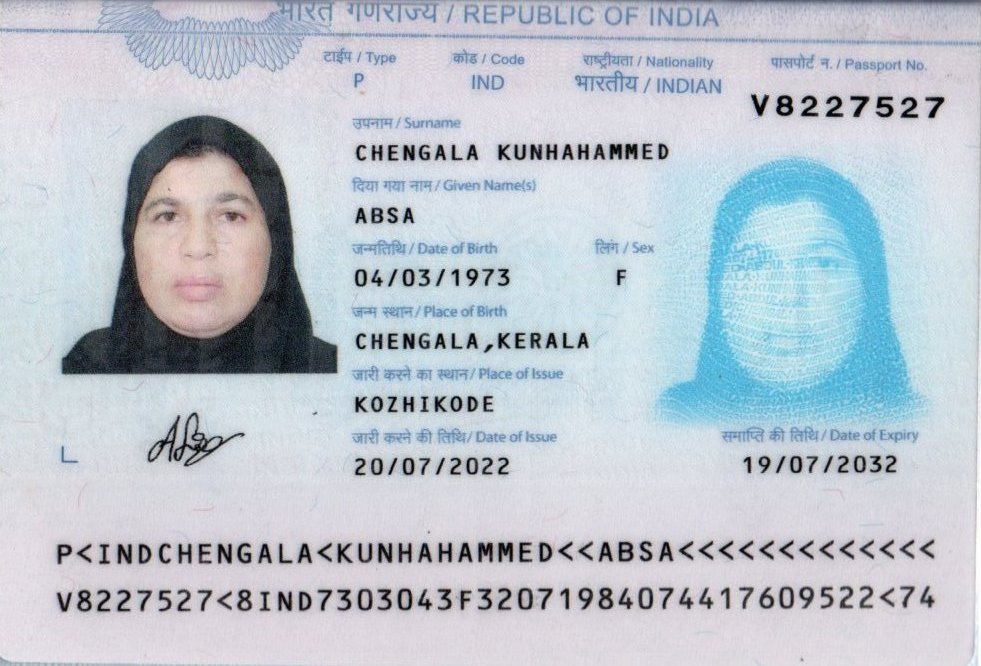 भारत गणराज्य / REPUBLIC OF INDIA
टाईप / Type कोड / Code राष्ट्रीयता / Nationality पासपोर्ट न. / Passport No.
P IND भारतीय / INDIAN V8227527
उपनाम / Surname
CHENGALA KUNHAHAMMED
दिया गया नाम / Given Name(s)
ABSA
जन्मतिथि / Date of Birth लिंग / Sex
04/03/1973 F
जन्म स्थान / Place of Birth
CHENGALA,KERALA
जारी करने का स्थान / Place of Issue
KOZHIKODE
जारी करने की तिथि / Date of Issue समाप्ति की तिथि / Date of Expiry
20/07/2022 19/07/2032
P<INDCHENGALA<KUNHAHAMMED<<ABSA<<<<<<<<<<<<<
V8227527<8IND7303043F32071984074417609522<74